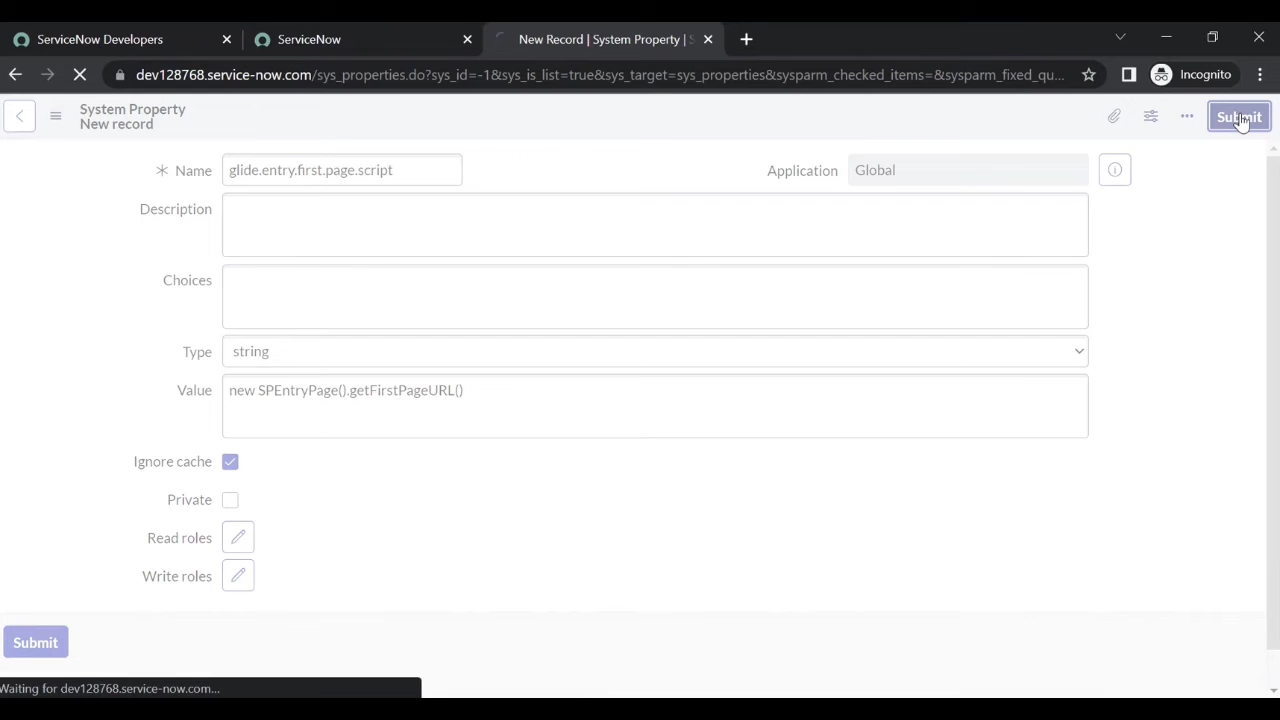 ServiceNow Developers
ServiceNow
New Record | System Property | S
dev128768.service-now.com/sys_properties.do?sys_id=-1&sys_is_list=true&sys_target=sys_properties&sysparm_checked_items=&sysparm_fixed_qu...
Incognito
System Property
New record
Submit
Name
glide.entry.first.page.script
Application
Global
Description
Choices
Type
string
Value
new SPEntryPage().getFirstPageURL()
Ignore cache
Private
Read roles
Write roles
Submit
Waiting for dev128768.service-now.com...